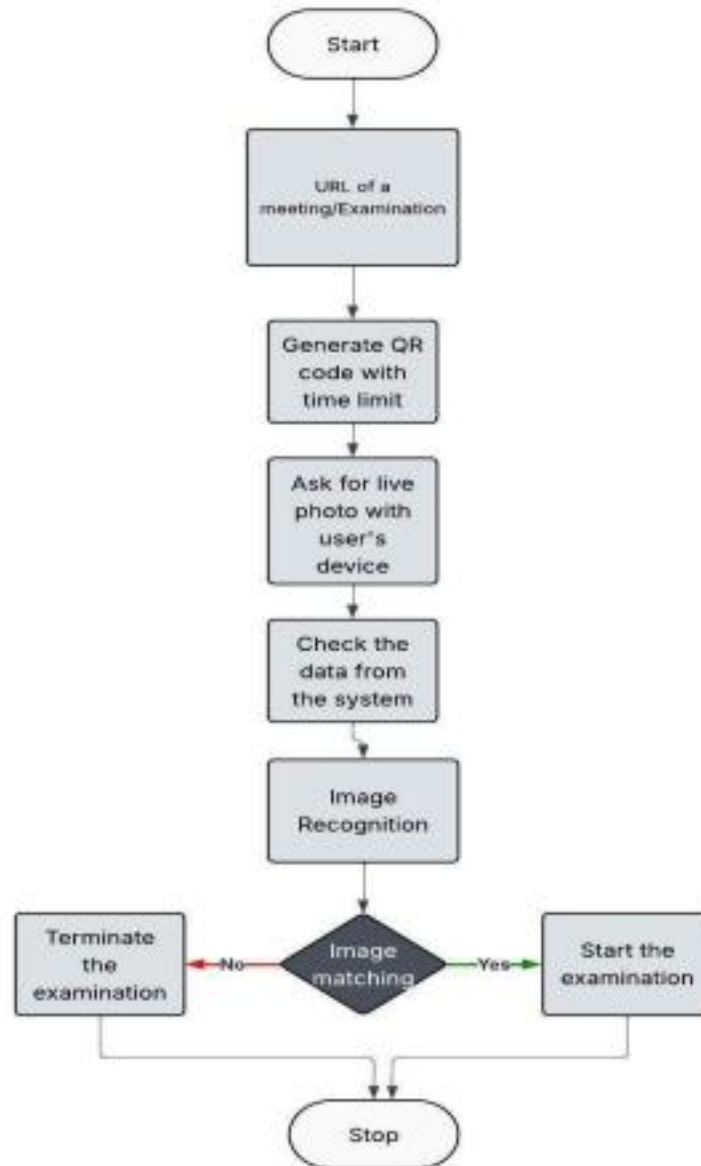 Start
URL of a
meeting/Examination
Generate QR
code with
time limit
Ask for live
photo with
user's
device
Check the
data from
the system
Image
Recognition
Image
matching
No
Yes
Terminate
the
examination
Start the
examination
Stop